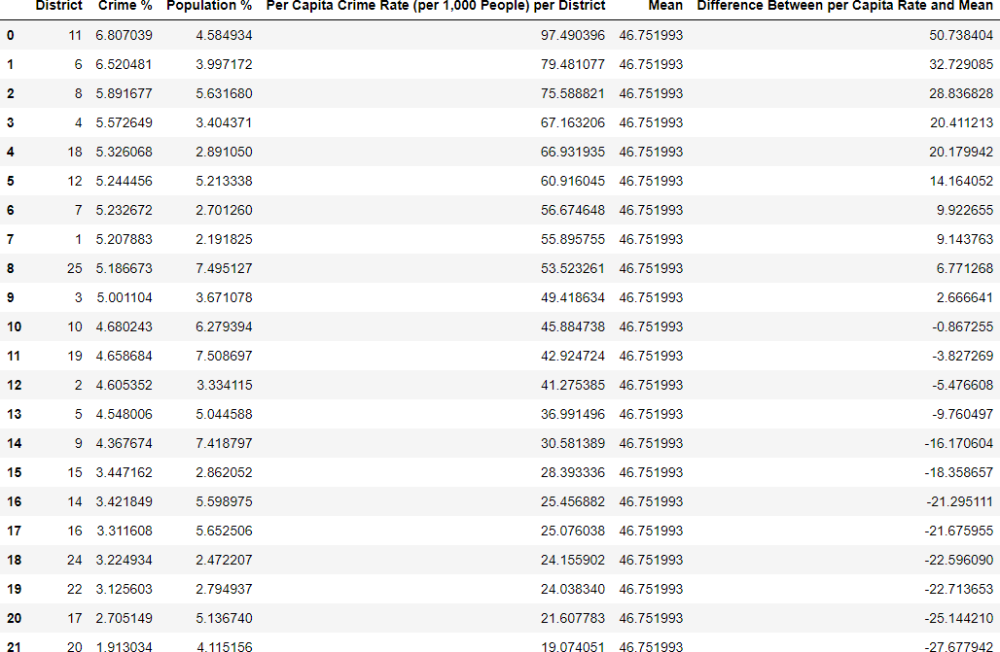 District Crime % Population % Per Capita Crime Rate (per 1,000 People) per District Mean Difference Between per Capita Rate and Mean
0 11 6.807039 4.584934 97.490396 46.751993 50.738404
1 6 6.520481 3.997172 79.481077 46.751993 32.729085
2 8 5.891677 5.631680 75.588821 46.751993 28.836828
3 4 5.572649 3.404371 67.163206 46.751993 20.411213
4 18 5.326068 2.891050 66.931935 46.751993 20.179942
5 12 5.244456 5.213338 60.916045 46.751993 14.164052
6 7 5.232672 2.701260 56.674648 46.751993 9.922655
7 1 5.207883 2.191825 55.895755 46.751993 9.143763
8 25 5.186673 7.495127 53.523261 46.751993 6.771268
9 3 5.001104 3.671078 49.418634 46.751993 2.666641
10 10 4.680243 6.279394 45.884738 46.751993 -0.867255
11 19 4.658684 7.508697 42.924724 46.751993 -3.827269
12 2 4.605352 3.334115 41.275385 46.751993 -5.476608
13 5 4.548006 5.044588 36.991496 46.751993 -9.760497
14 9 4.367674 7.418797 30.581389 46.751993 -16.170604
15 15 3.447162 2.862052 28.393336 46.751993 -18.358657
16 14 3.421849 5.598975 25.456882 46.751993 -21.295111
17 16 3.311608 5.652506 25.076038 46.751993 -21.675955
18 24 3.224934 2.472207 24.155902 46.751993 -22.596090
19 22 3.125603 2.794937 24.038340 46.751993 -22.713653
20 17 2.705149 5.136740 21.607783 46.751993 -25.144210
21 20 1.913034 4.115156 19.074051 46.751993 -27.677942